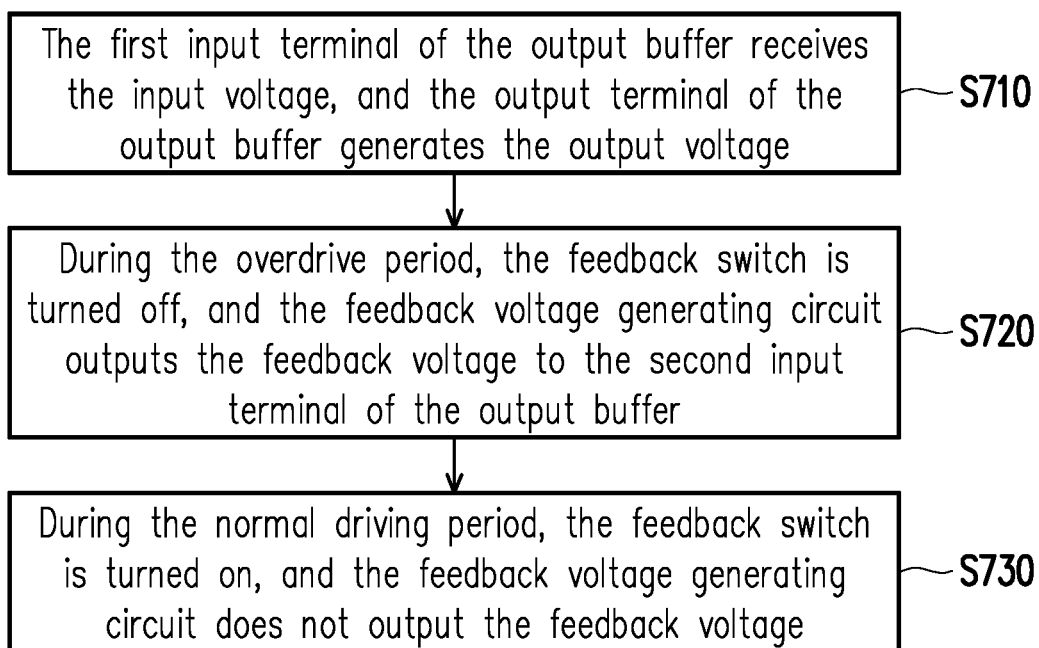 The first input terminal of the output buffer receives
the input voltage, and the output terminal of the
output buffer generates the output voltage
S710
During the overdrive period, the feedback switch is
turned off, and the feedback voltage generating circuit
outputs the feedback voltage to the second input
terminal of the output buffer
S720
During the normal driving period, the feedback switch
is turned on, and the feedback voltage generating
circuit does not output the feedback voltage
S730